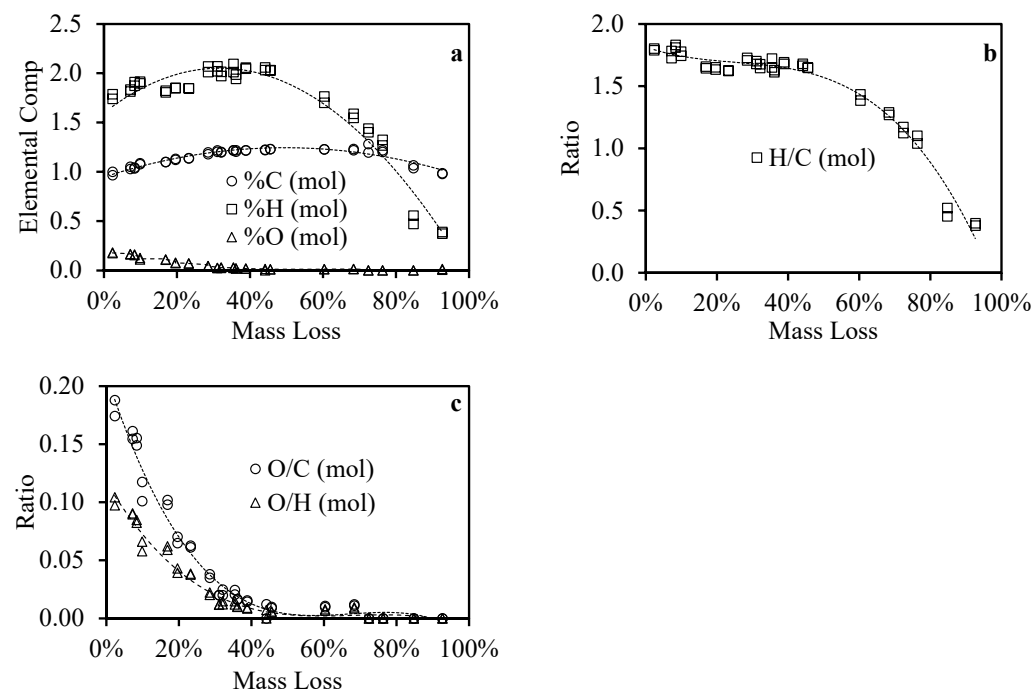 a
2.5
2.0
1.5
1.0
0.5
0.0
Elemental Comp
%C (mol)
%H (mol)
%O (mol)
0% 20% 40% 60% 80% 100%
Mass Loss
b
2.0
1.5
1.0
0.5
0.0
Ratio
H/C (mol)
0% 20% 40% 60% 80% 100%
Mass Loss
c
0.20
0.15
0.10
0.05
0.00
Ratio
O/C (mol)
O/H (mol)
0% 20% 40% 60% 80% 100%
Mass Loss